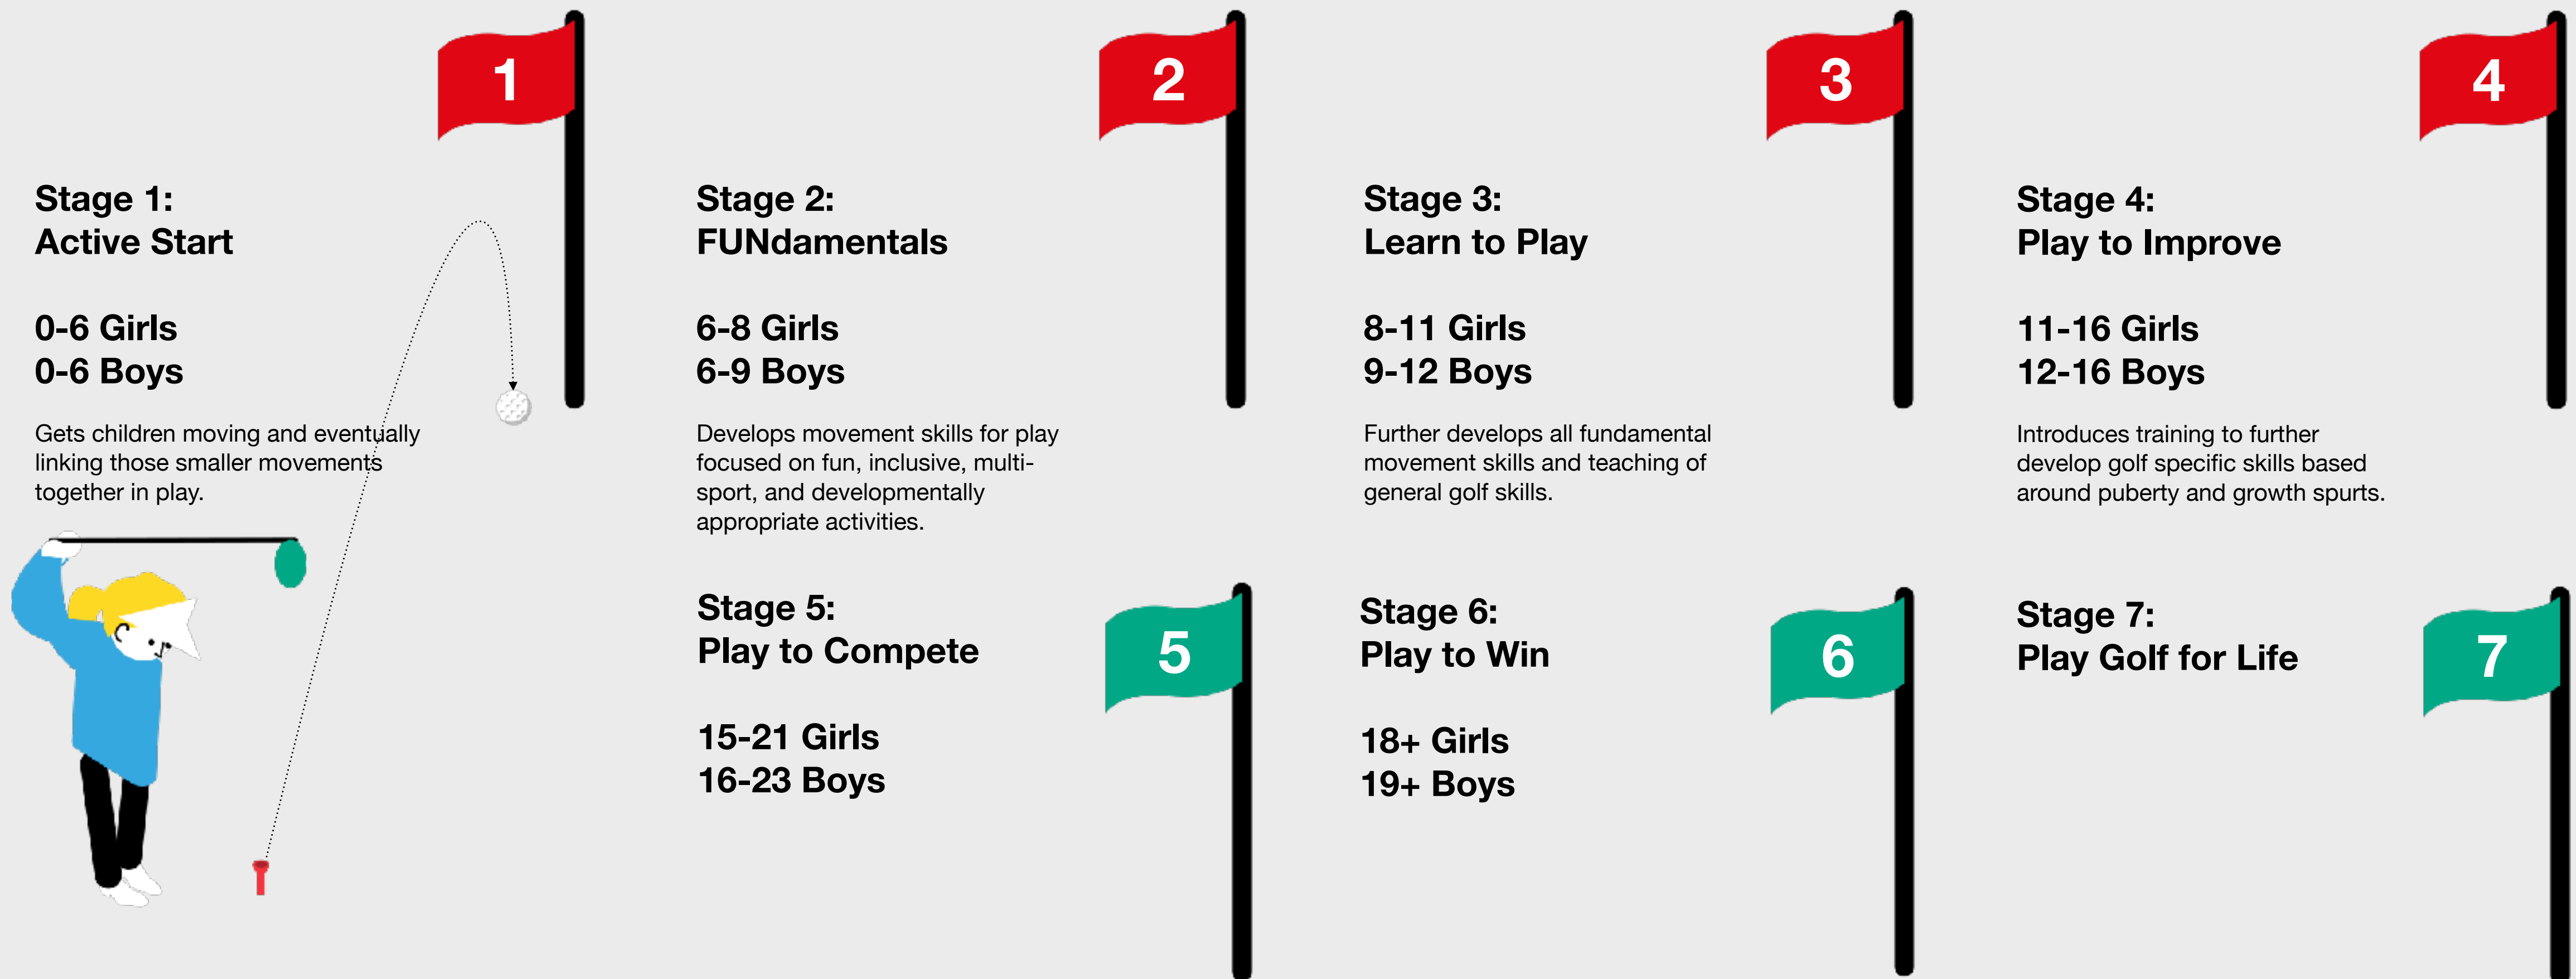 1
Stage 1:
Active Start
0-6 Girls
0-6 Boys
Gets children moving and eventually
linking those smaller movements
together in play.
2
Stage 2:
FUNdamentals
6-8 Girls
6-9 Boys
Develops movement skills for play
focused on fun, inclusive, multi-
sport, and developmentally
appropriate activities.
3
Stage 3:
Learn to Play
8-11 Girls
9-12 Boys
Further develops all fundamental
movement skills and teaching of
general golf skills.
4
Stage 4:
Play to Improve
11-16 Girls
12-16 Boys
Introduces training to further
develop golf specific skills based
around puberty and growth spurts.
Stage 5:
Play to Compete
5
15-21 Girls
16-23 Boys
Stage 6:
Play to Win
6
18+ Girls
19+ Boys
Stage 7:
Play Golf for Life
7